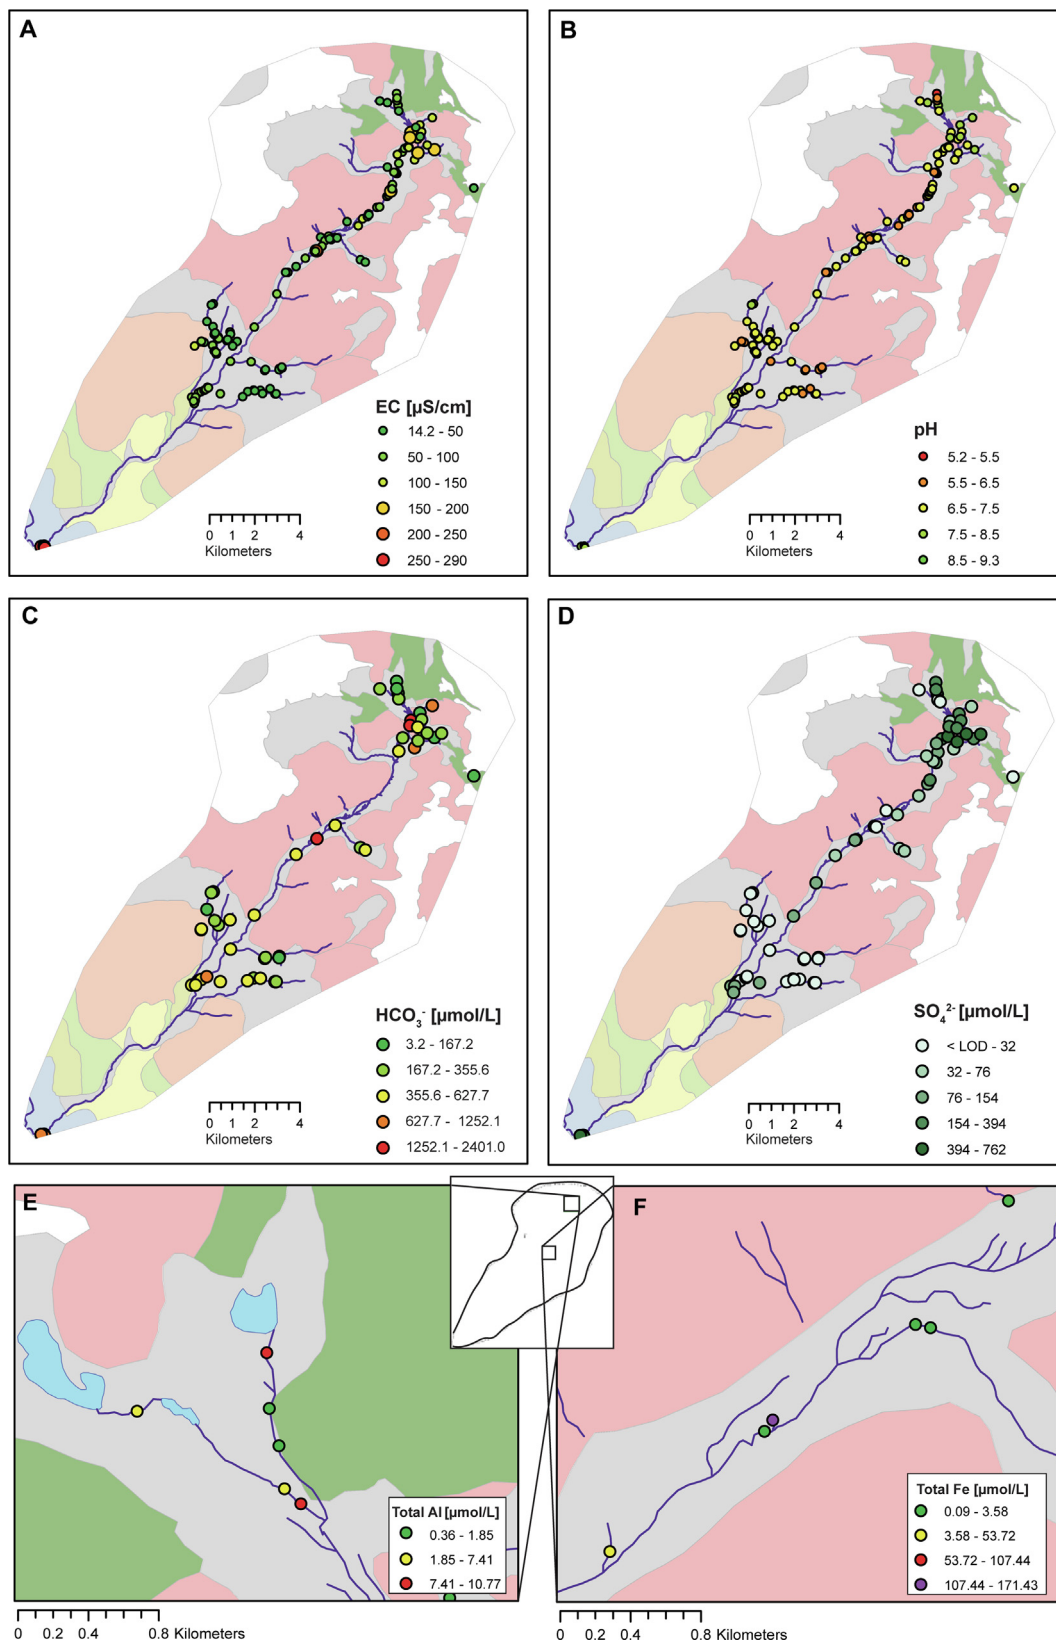 A
EC [µS/cm]
14.2 - 50
50 - 100
100 - 150
150 - 200
200 - 250
250 - 290
0 1 2 4
Kilometers
B
pH
5.2 - 5.5
5.5 - 6.5
6.5 - 7.5
7.5 - 8.5
8.5 - 9.3
0 1 2 4
Kilometers
C
HCO₃⁻ [µmol/L]
3.2 - 167.2
167.2 - 355.6
355.6 - 627.7
627.7 - 1252.1
1252.1 - 2401.0
0 2 4
Kilometers
D
SO₄²⁻ [µmol/L]
< LOD - 32
32 - 76
76 - 154
154 - 394
394 - 762
0 2 4
Kilometers
E
Total Al [µmol/L]
0.36 - 1.85
1.85 - 7.41
7.41 - 10.77
0 0.2 0.4 0.8 Kilometers
F
Total Fe [µmol/L]
0.09 - 3.58
3.58 - 53.72
53.72 - 107.44
107.44 - 171.43
0 0.2 0.4 0.8 Kilometers